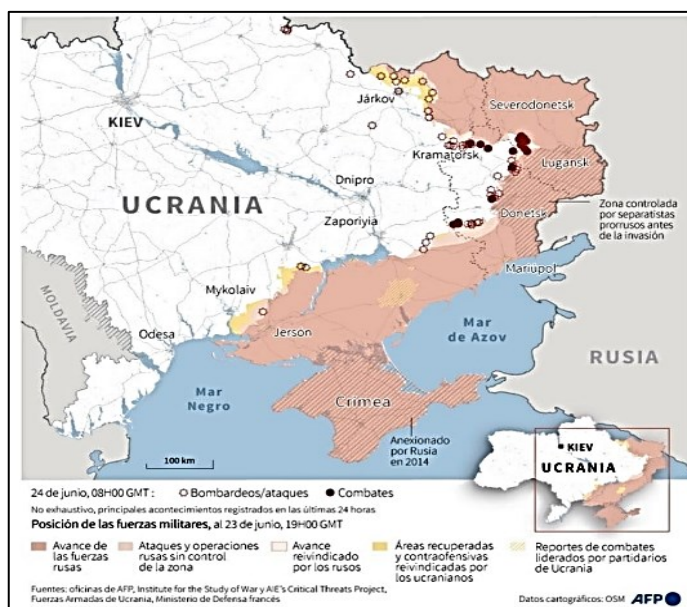 Járkov
Severodonetsk
KIEV
Kramatorsk
Lugansk
Dnipro
UCRANIA
Donetsk
Zona controlada
por separatistas
prorrusos antes
de la invasión
Zaporiyia
Mariúpol
MOLDAVIA
Mykolaiv
Odesa
Jerson
Mar
de Azov
RUSIA
Mar
Negro
Crimea
Anexionado
por Rusia
en 2014
100 km
KIEV
UCRANIA
24 de junio, 08H00 GMT : Bombardeos/ataques Combates
No exhaustivo, principales acontecimientos registrados en las últimas 24 horas
Posición de las fuerzas militares, al 23 de junio, 19H00 GMT
Avance de
las fuerzas
rusas
Ataques y operaciones
rusas sin control
de la zona
Avance
reivindicado
por los rusos
Áreas recuperadas
y contraofensivas
reivindicadas por
los ucranianos
Reportes de combates
liderados por partidarios
de Ucrania
Fuentes: oficinas de AFP, Institute for the Study of War y AIE's Critical Threats Project,
Fuerzas Armadas de Ucrania, Ministerio de Defensa francés
Datos cartográficos: OSM AFP